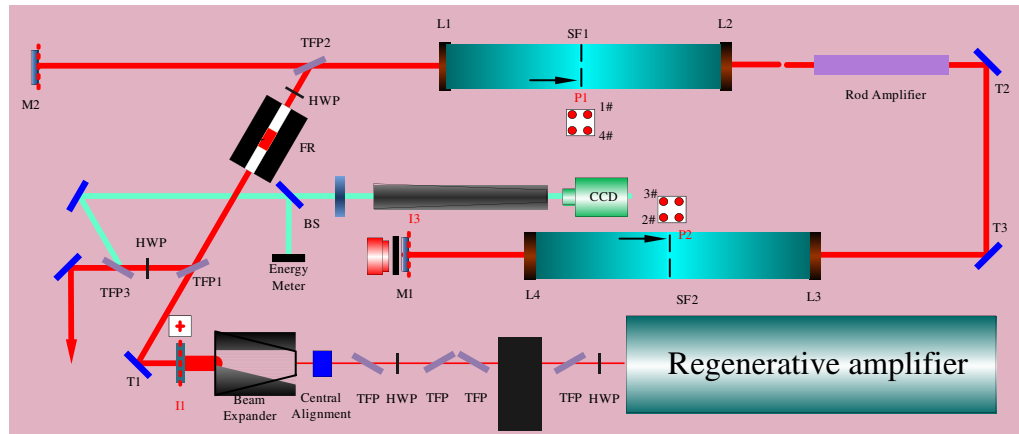 L1
SF1
L2
TFP2
M2
HWP
P1
1#
4#
Rod Amplifier
T2
FR
CCD
3#
2#
P2
BS
I3
HWP
Energy
Meter
M1
T3
TFP3
TFP1
L4
SF2
L3
T1
I1
Beam
Expander
Central
Alignment
TFP
HWP
TFP
TFP
TFP
HWP
Regenerative amplifier